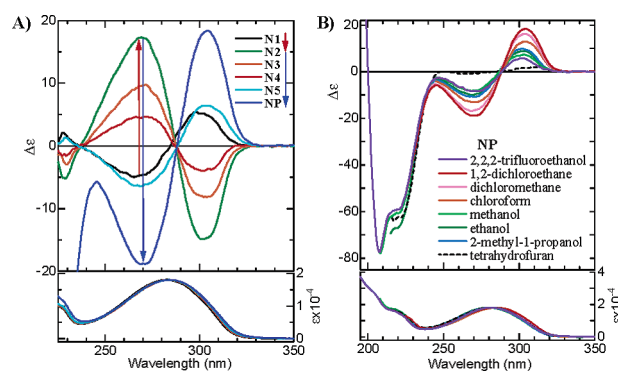 A)
20
10
0
-10
-20
Δε
N1
N2
N3
N4
N5
NP
2
1
0
εx10⁻⁴
250
300
350
Wavelength (nm)
B)
20
0
-20
-40
-60
-80
Δε
NP
2,2,2-trifluoroethanol
1,2-dichloroethane
dichloromethane
chloroform
methanol
ethanol
2-methyl-1-propanol
tetrahydrofuran
4
2
0
εx10⁻⁴
200
250
300
350
Wavelength (nm)